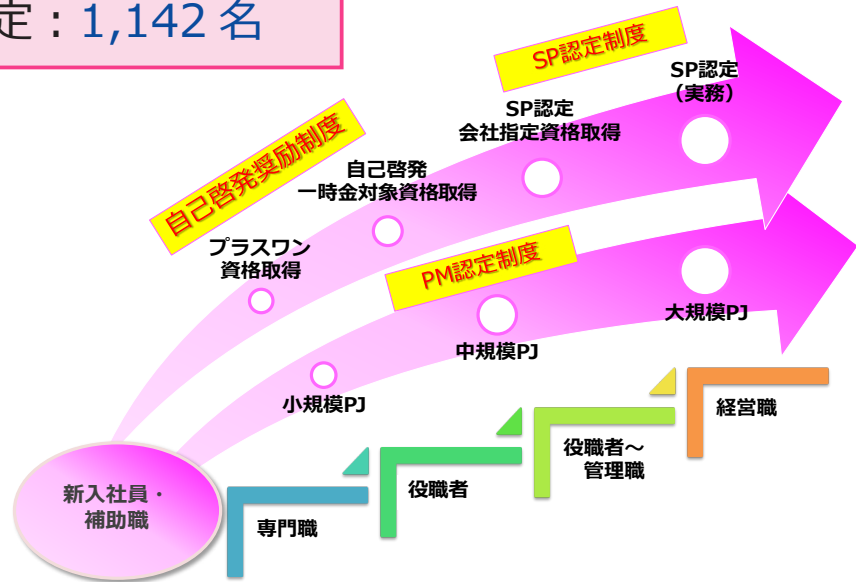 定：1,142 名
SP認定制度
SP認定
（実務）
SP認定
会社指定資格取得
自己啓発奨励制度
自己啓発
一時金対象資格取得
プラスワン
資格取得
PM認定制度
大規模PJ
中規模PJ
小規模PJ
経営職
役職者～
管理職
役職者
専門職
新入社員・
補助職